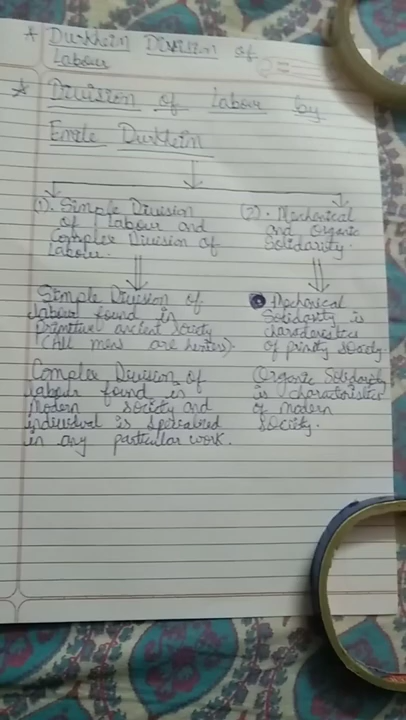 * Durkheim Division of
Labour
* Division of Labour by
Emile Durkheim
(1). Simple Division
of Labour and
Complex Division of
Labour.
Simple Division of
labour found in
Primitive ancient society
(All men are hunters).
Complex Division of
labour found in
Modern society and
individual is specialized
in any particular work.
(2). Mechanical
and Organic
Solidarity.
Mechanical
Solidarity is
characteristics
of society
Organic Solidarity
is characteristics
of modern
Society.